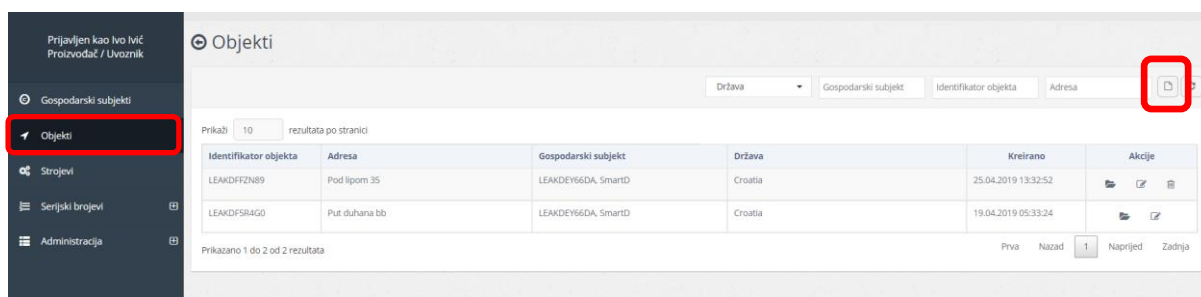 Prijavljen kao Ivo Ivić
Proizvođač / Uvoznik
Gospodarski subjekti
Objekti
Strojevi
Serijski brojevi
Administracija
Objekti
Država Gospodarski subjekt Identifikator objekta Adresa
Prikaži 10 rezultata po stranici
Identifikator objekta Adresa Gospodarski subjekt Država Kreirano Akcije
LEAKDFFZN89 Pod lipom 35 LEAKDEY66DA, SmartD Croatia 25.04.2019 13:32:52
LEAKDFSR4G0 Put duhana bb LEAKDEY66DA, SmartD Croatia 19.04.2019 05:33:24
Prikazano 1 do 2 od 2 rezultata
Prva Nazad 1 Naprijed Zadnja